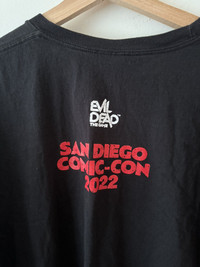 EVIL
DEAD
THE GAME
SAN DIEGO
COMIC-CON
2022